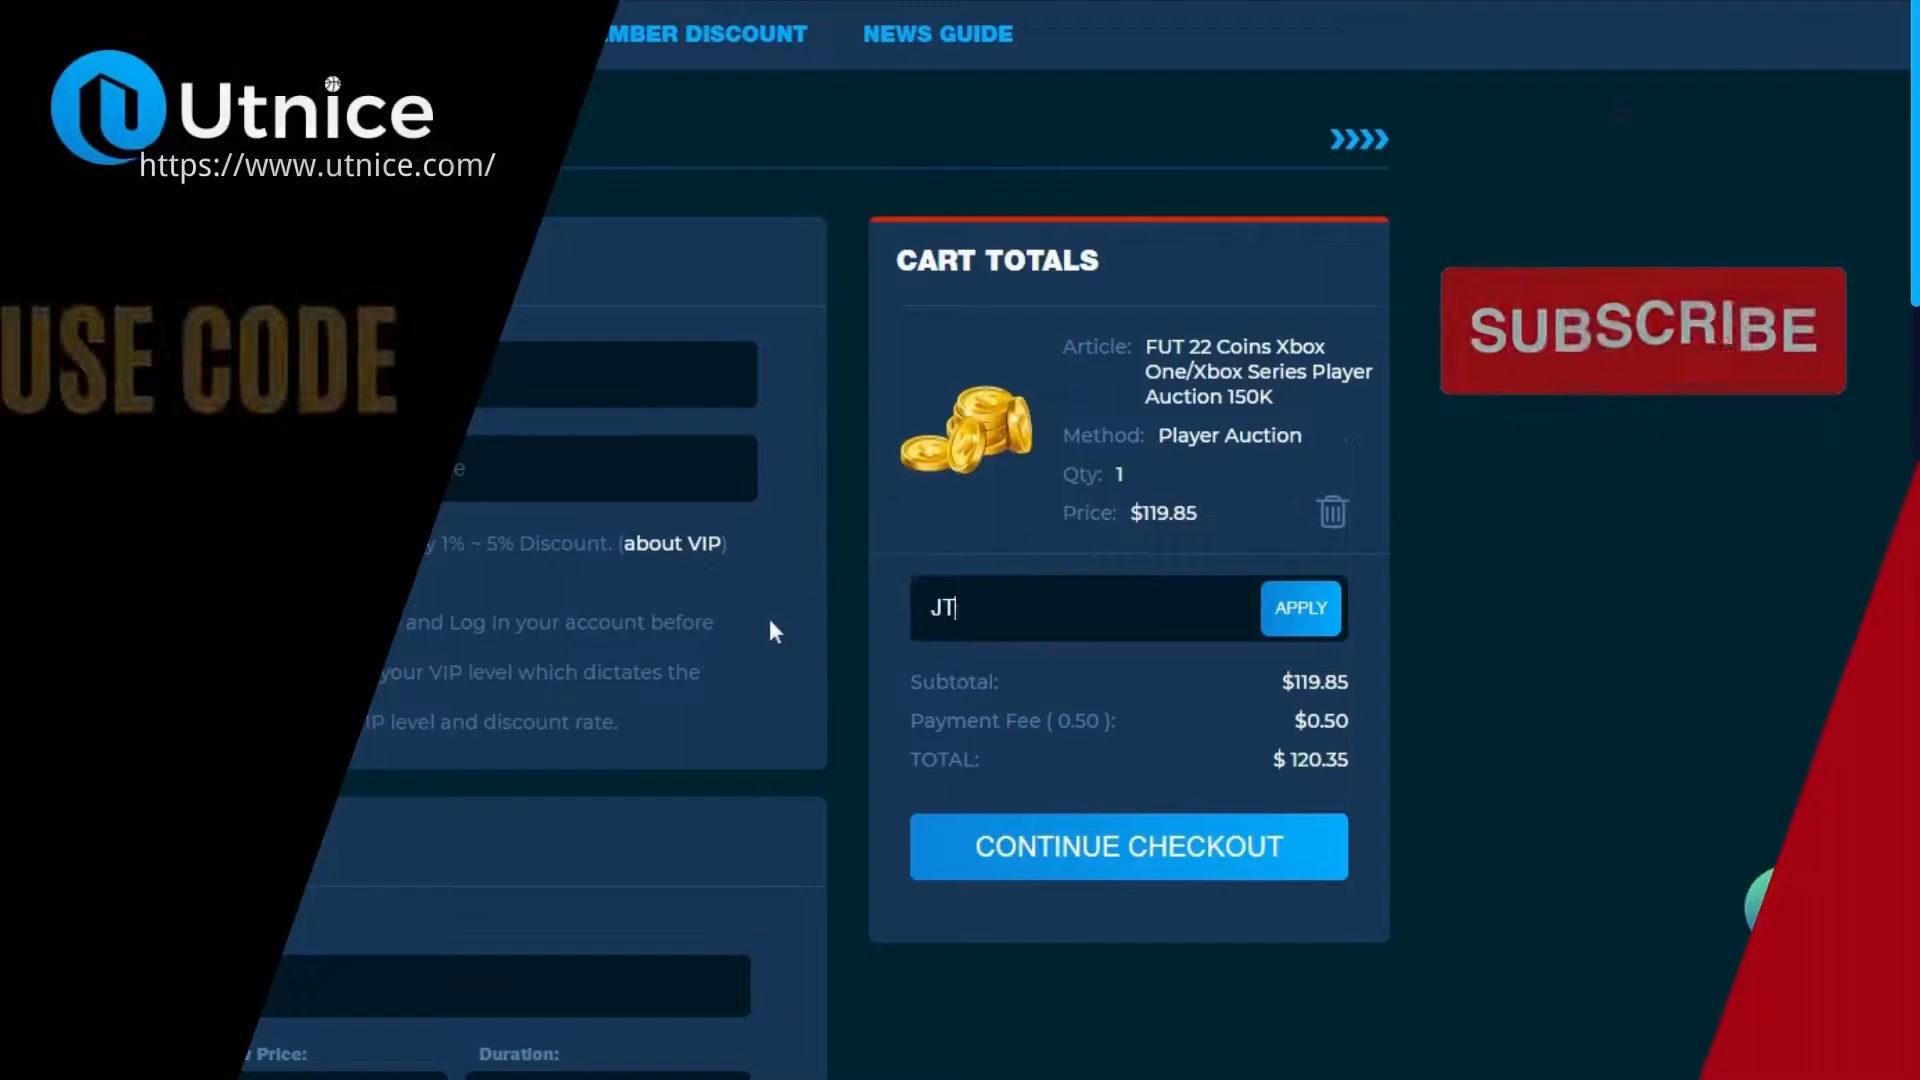 MBER DISCOUNT
NEWS GUIDE
Utnice
https://www.utnice.com/
USE CODE
CART TOTALS
SUBSCRIBE
Article: FUT 22 Coins Xbox
One/Xbox Series Player
Auction 150K
Method: Player Auction
Qty: 1
Price: $119.85
e
y 1% ~ 5% Discount. (about VIP)
and Log In your account before
your VIP level which dictates the
IP level and discount rate.
JT
APPLY
Subtotal: $119.85
Payment Fee ( 0.50 ): $0.50
TOTAL: $ 120.35
CONTINUE CHECKOUT
Price:
Duration: